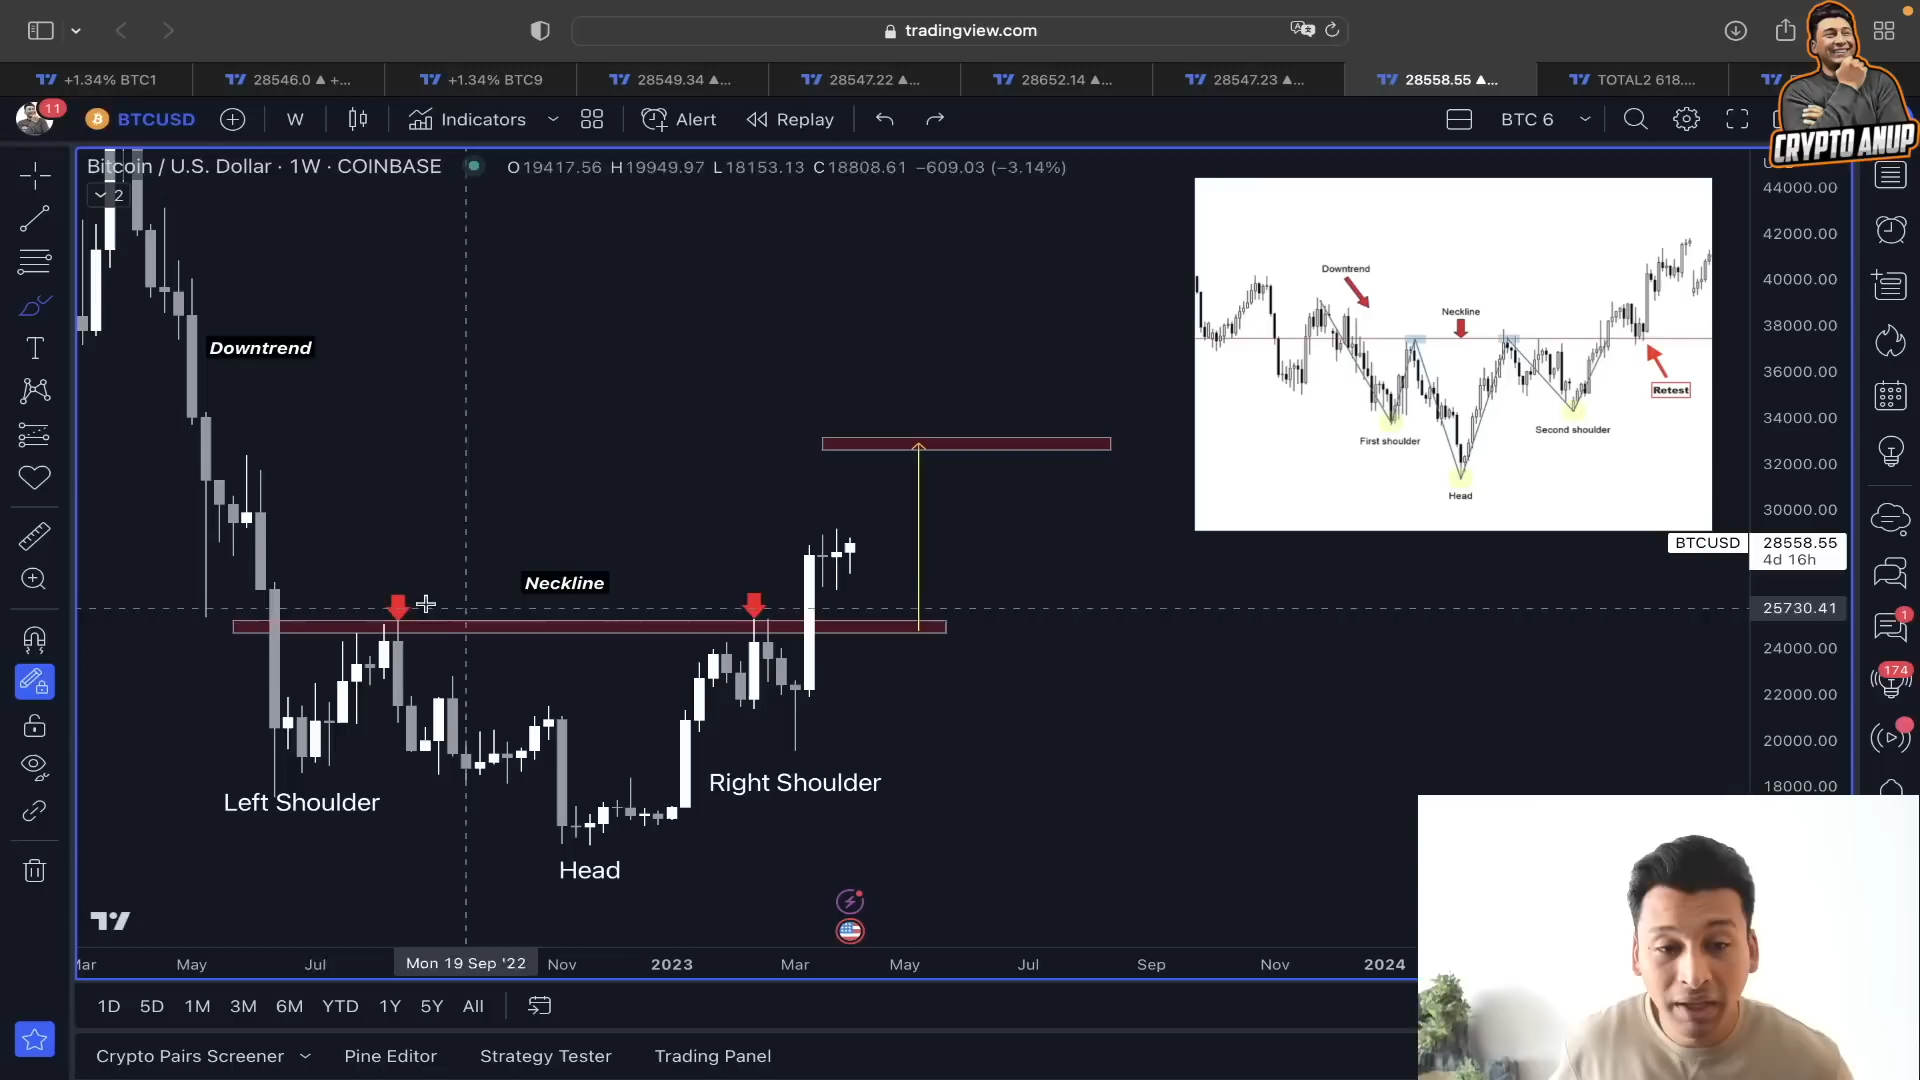 tradingview.com
+1.34% BTC1
28546.0 ▲ +...
+1.34% BTC9
28549.34 ▲...
28547.22 ▲...
28652.14 ▲...
28547.23 ▲...
28558.55 ▲...
TOTAL2 618....
11
BTCUSD
W
Indicators
Alert
Replay
BTC 6
CRYPTO ANUP
Bitcoin / U.S. Dollar · 1W · COINBASE
O19417.56 H19949.97 L18153.13 C18808.61 −609.03 (−3.14%)
2
44000.00
42000.00
40000.00
38000.00
36000.00
34000.00
32000.00
30000.00
BTCUSD
28558.55
4d 16h
25730.41
24000.00
22000.00
20000.00
18000.00
Downtrend
Neckline
Left Shoulder
Right Shoulder
Head
Downtrend
Neckline
Retest
First shoulder
Second shoulder
Head
1
174
May
Jul
Mon 19 Sep '22
Nov
2023
Mar
May
Jul
Sep
Nov
2024
1D
5D
1M
3M
6M
YTD
1Y
5Y
All
Crypto Pairs Screener
Pine Editor
Strategy Tester
Trading Panel